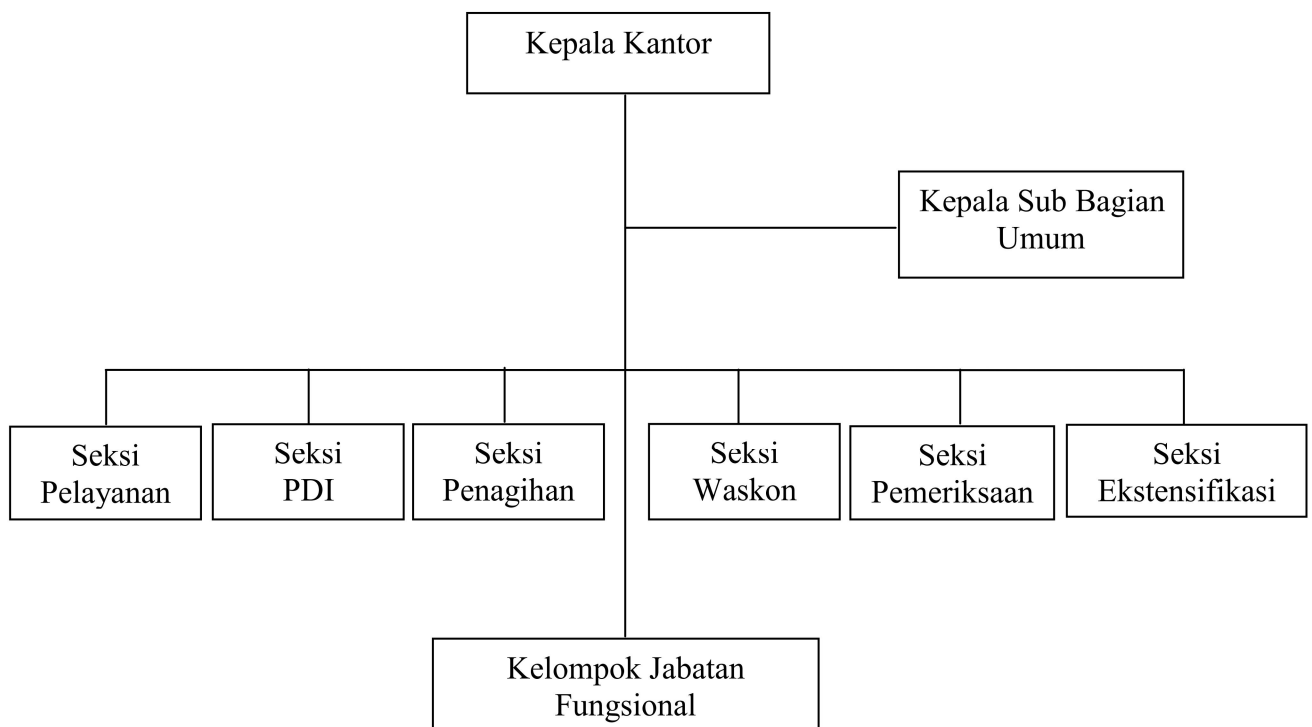 Kepala Kantor
Kepala Sub Bagian
Umum
Seksi
Pelayanan
Seksi
PDI
Seksi
Penagihan
Seksi
Waskon
Seksi
Pemeriksaan
Seksi
Ekstensifikasi
Kelompok Jabatan
Fungsional